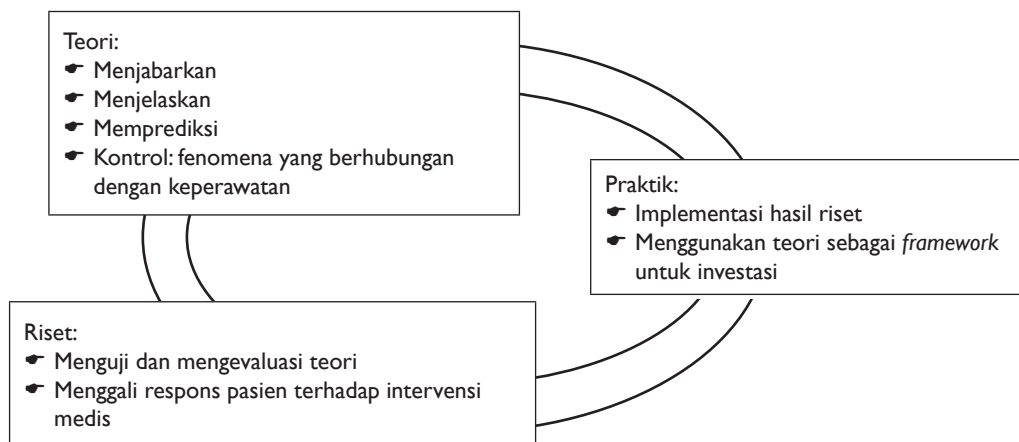 Teori:
☛ Menjabarkan
☛ Menjelaskan
☛ Memprediksi
☛ Kontrol: fenomena yang berhubungan
dengan keperawatan
Praktik:
☛ Implementasi hasil riset
☛ Menggunakan teori sebagai framework
untuk investasi
Riset:
☛ Menguji dan mengevaluasi teori
☛ Menggali respons pasien terhadap intervensi
medis